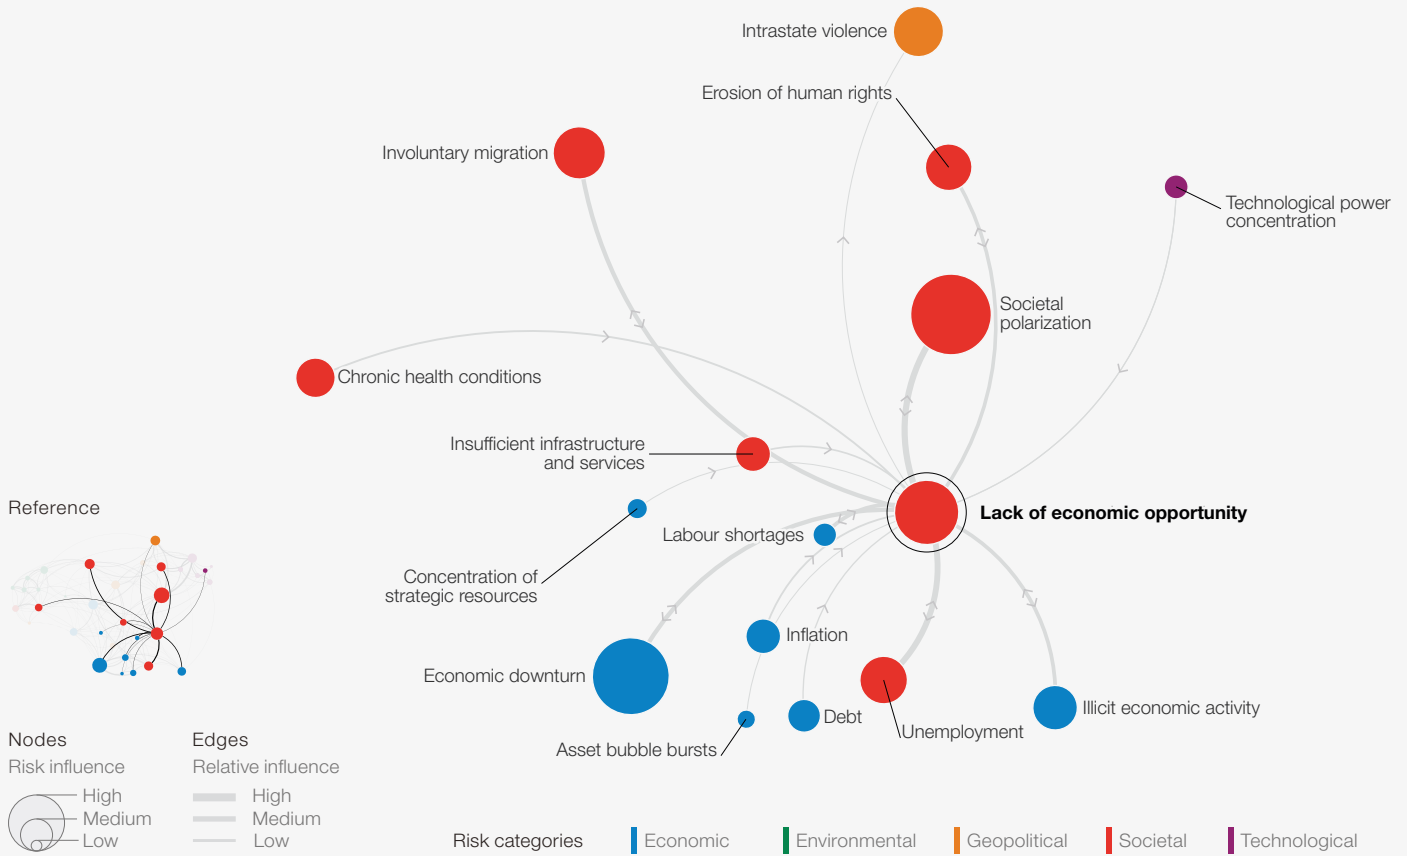 Intrastate violence
Erosion of human rights
Involuntary migration
Technological power
concentration
Societal
polarization
Chronic health conditions
Insufficient infrastructure
and services
Reference
Lack of economic opportunity
Labour shortages
Concentration of
strategic resources
Inflation
Economic downturn
Illicit economic activity
Debt
Unemployment
Asset bubble bursts
Nodes
Risk influence
High
Medium
Low
Edges
Relative influence
High
Medium
Low
Risk categories
Economic
Environmental
Geopolitical
Societal
Technological